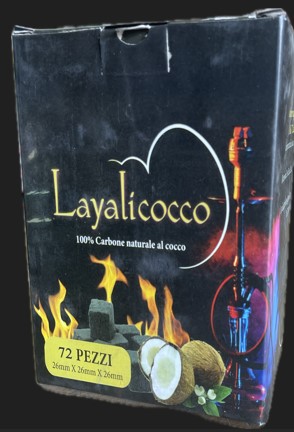 Layalicocco
100% Carbone naturale al cocco
72 PEZZI
26mm X 26mm X 26mm